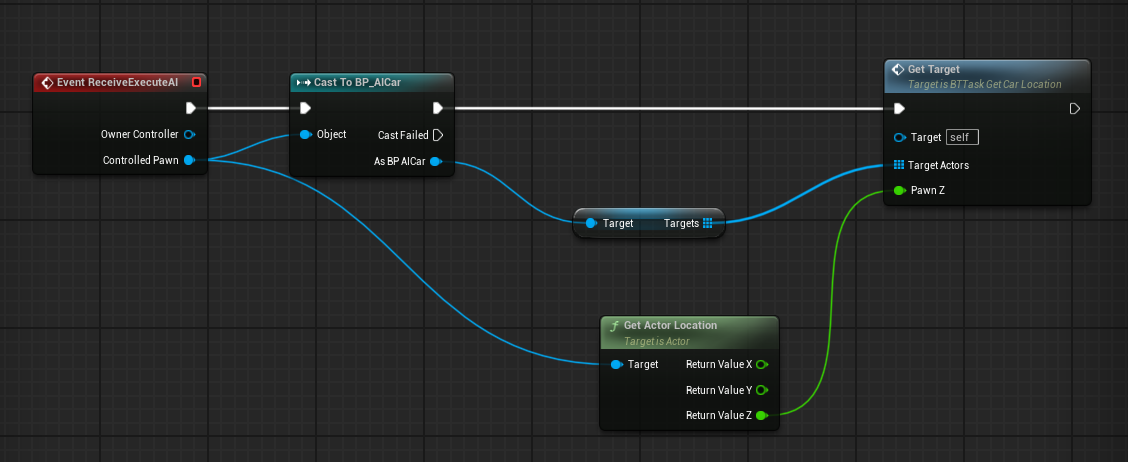 Event ReceiveExecuteAI
Owner Controller
Controlled Pawn
Cast To BP_AICar
Object
Cast Failed
As BP AICar
Target
Targets
Get Actor Location
Target is Actor
Target
Return Value X
Return Value Y
Return Value Z
Get Target
Target is BTTask Get Car Location
Target
self
Target Actors
Pawn Z